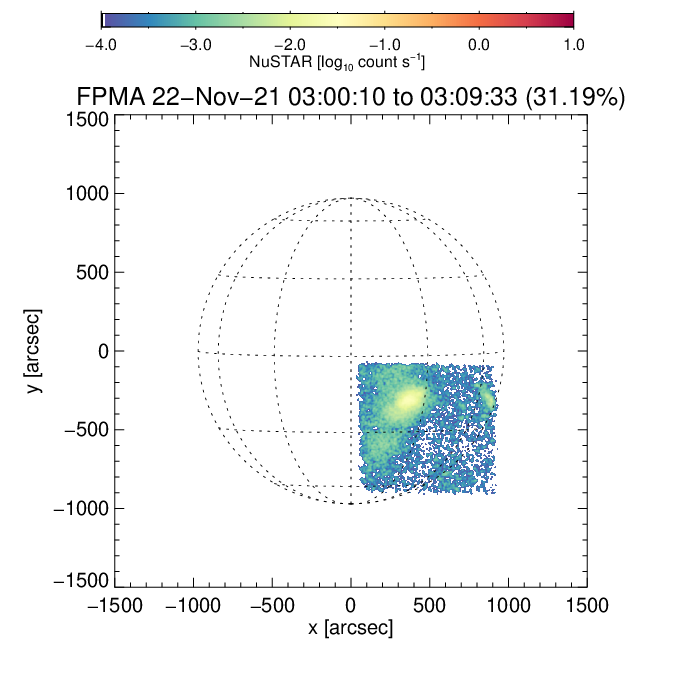 −4.0 −3.0 −2.0 −1.0 0.0 1.0
NuSTAR [log10 count s−1]
FPMA 22−Nov−21 03:00:10 to 03:09:33 (31.19%)
1500
1000
500
0
−500
−1000
−1500
y [arcsec]
−1500 −1000 −500 0 500 1000 1500
x [arcsec]